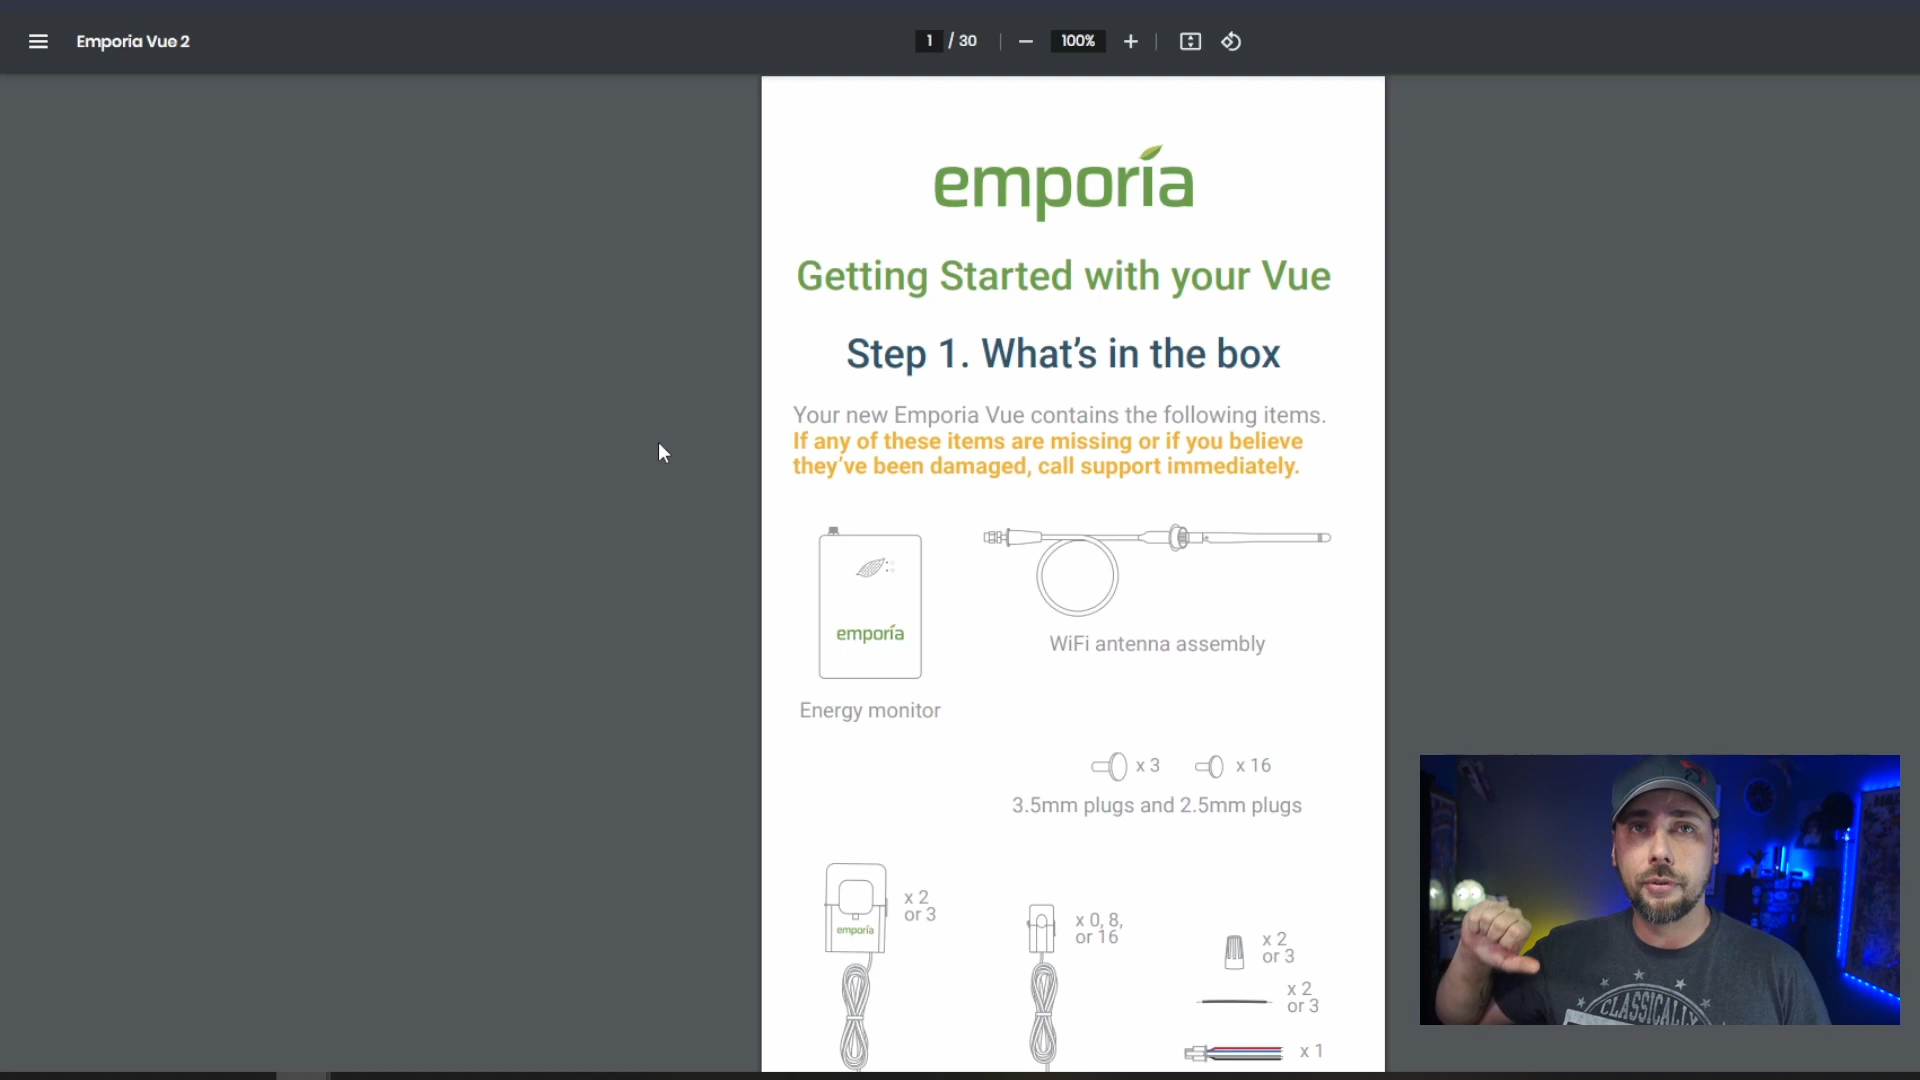 Emporia Vue 2
1 / 30
100%
emporia
Getting Started with your Vue
Step 1. What's in the box
Your new Emporia Vue contains the following items.
If any of these items are missing or if you believe
they've been damaged, call support immediately.
emporia
WiFi antenna assembly
Energy monitor
x 3
x 16
3.5mm plugs and 2.5mm plugs
x 2
or 3
emporia
x 0, 8,
or 16
x 2
or 3
x 2
or 3
x 1
CLASSICALLY